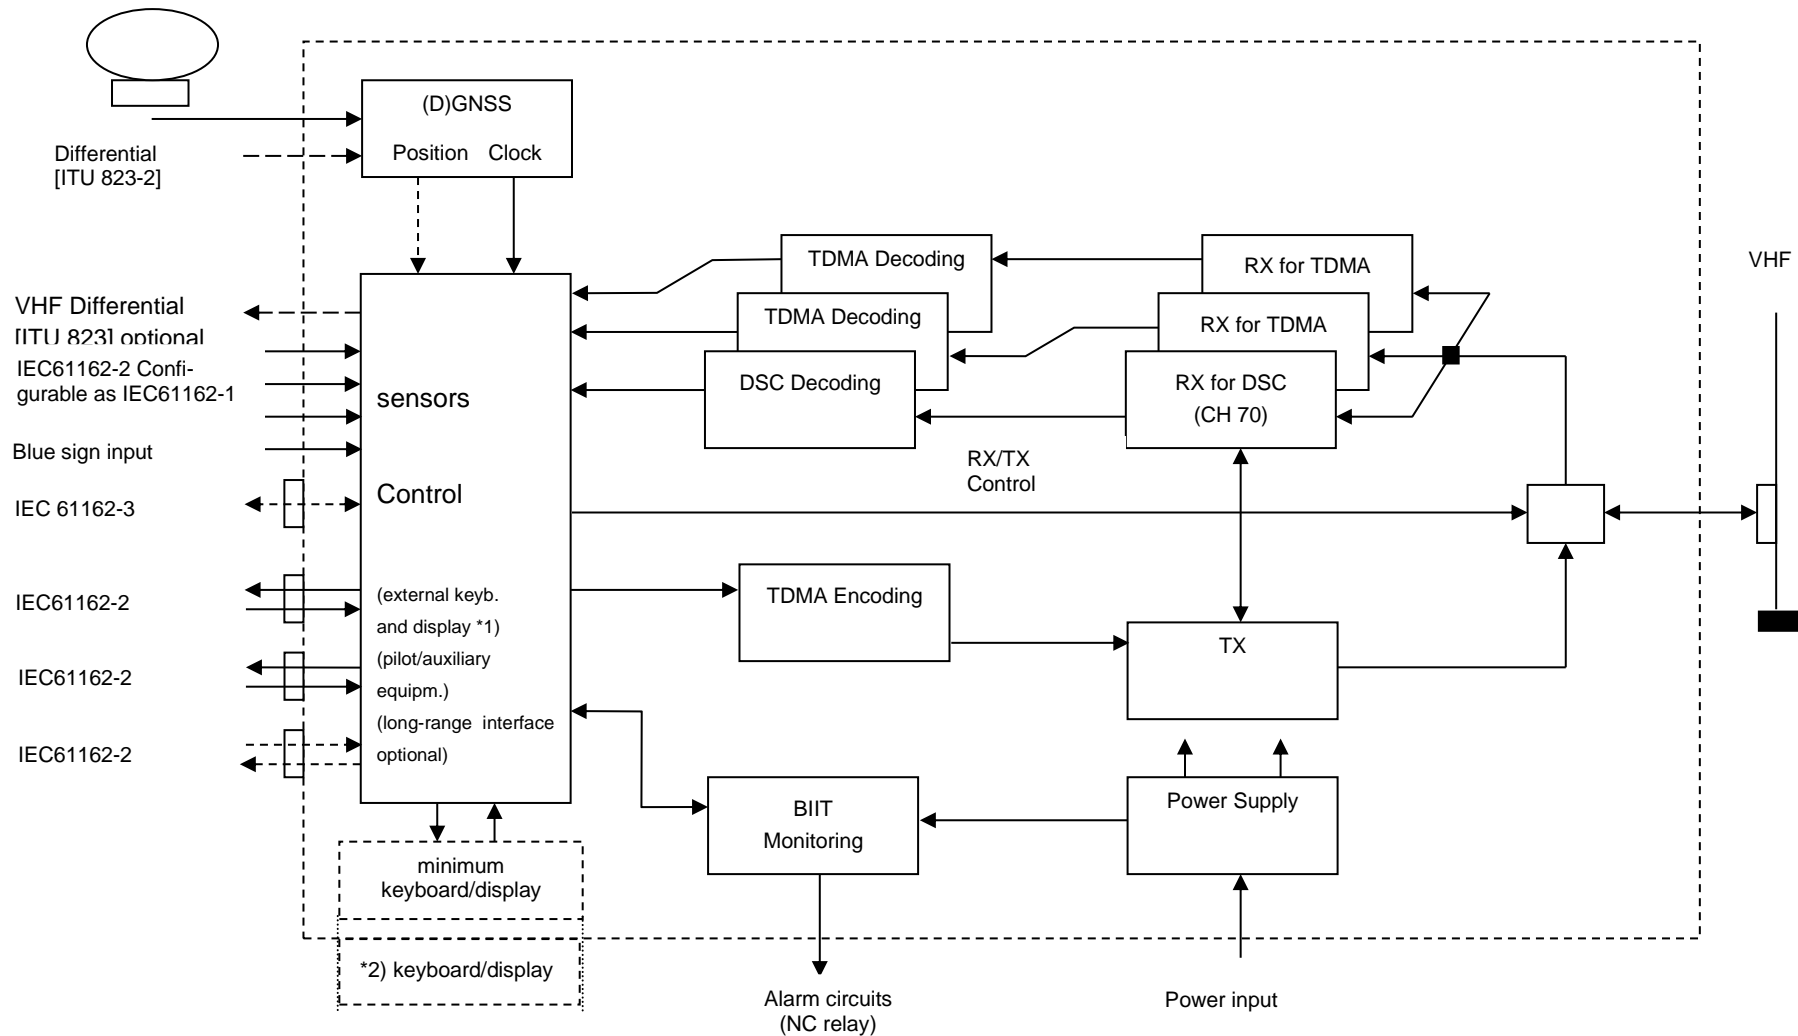 (D)GNSS
Position Clock
Differential
[ITU 823-2]
TDMA Decoding
RX for TDMA
VHF
VHF Differential
[ITU 823] optional
TDMA Decoding
RX for TDMA
IEC61162-2 Confi-
gurable as IEC61162-1
DSC Decoding
RX for DSC
(CH 70)
sensors
Blue sign input
RX/TX
Control
Control
IEC 61162-3
IEC61162-2
(external keyb.
and display *1)
TDMA Encoding
TX
IEC61162-2
(pilot/auxiliary
equipm.)
(long-range interface
optional)
IEC61162-2
BIIT
Monitoring
Power Supply
minimum
keyboard/display
*2) keyboard/display
Alarm circuits
(NC relay)
Power input